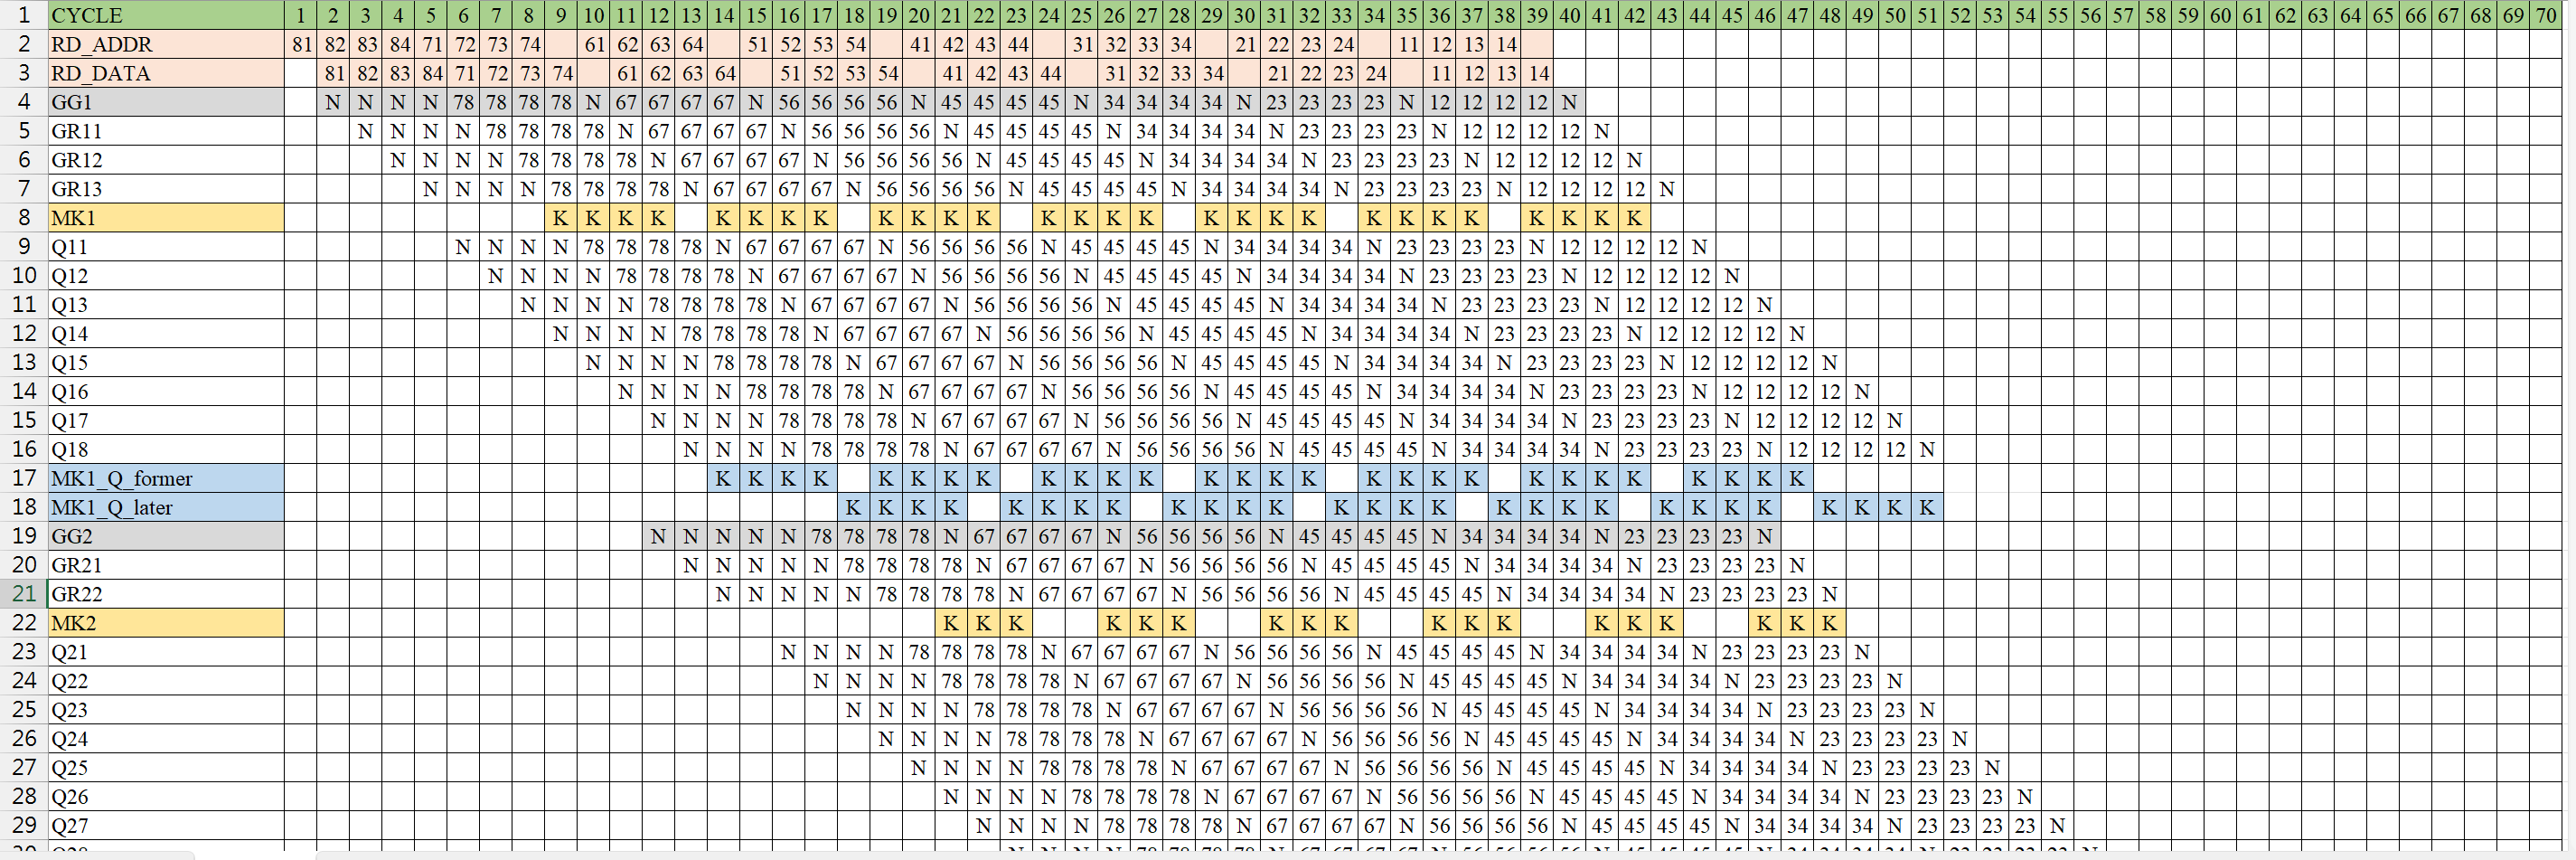 1 CYCLE 1 2 3 4 5 6 7 8 9 10 11 12 13 14 15 16 17 18 19 20 21 22 23 24 25 26 27 28 29 30 31 32 33 34 35 36 37 38 39 40 41 42 43 44 45 46 47 48 49 50 51 52 53 54 55 56 57 58 59 60 61 62 63 64 65 66 67 68 69 70
2 RD_ADDR 81 82 83 84 71 72 73 74 61 62 63 64 51 52 53 54 41 42 43 44 31 32 33 34 21 22 23 24 11 12 13 14
3 RD_DATA 81 82 83 84 71 72 73 74 61 62 63 64 51 52 53 54 41 42 43 44 31 32 33 34 21 22 23 24 11 12 13 14
4 GG1 N N N N 78 78 78 78 N 67 67 67 67 N 56 56 56 56 N 45 45 45 45 N 34 34 34 34 N 23 23 23 23 N 12 12 12 12 N
5 GR11 N N N N 78 78 78 78 N 67 67 67 67 N 56 56 56 56 N 45 45 45 45 N 34 34 34 34 N 23 23 23 23 N 12 12 12 12 N
6 GR12 N N N N 78 78 78 78 N 67 67 67 67 N 56 56 56 56 N 45 45 45 45 N 34 34 34 34 N 23 23 23 23 N 12 12 12 12 N
7 GR13 N N N N 78 78 78 78 N 67 67 67 67 N 56 56 56 56 N 45 45 45 45 N 34 34 34 34 N 23 23 23 23 N 12 12 12 12 N
8 MK1 K K K K K K K K K K K K K K K K K K K K K K K K K K K K
9 Q11 N N N N 78 78 78 78 N 67 67 67 67 N 56 56 56 56 N 45 45 45 45 N 34 34 34 34 N 23 23 23 23 N 12 12 12 12 N
10 Q12 N N N N 78 78 78 78 N 67 67 67 67 N 56 56 56 56 N 45 45 45 45 N 34 34 34 34 N 23 23 23 23 N 12 12 12 12 N
11 Q13 N N N N 78 78 78 78 N 67 67 67 67 N 56 56 56 56 N 45 45 45 45 N 34 34 34 34 N 23 23 23 23 N 12 12 12 12 N
12 Q14 N N N N 78 78 78 78 N 67 67 67 67 N 56 56 56 56 N 45 45 45 45 N 34 34 34 34 N 23 23 23 23 N 12 12 12 12 N
13 Q15 N N N N 78 78 78 78 N 67 67 67 67 N 56 56 56 56 N 45 45 45 45 N 34 34 34 34 N 23 23 23 23 N 12 12 12 12 N
14 Q16 N N N N 78 78 78 78 N 67 67 67 67 N 56 56 56 56 N 45 45 45 45 N 34 34 34 34 N 23 23 23 23 N 12 12 12 12 N
15 Q17 N N N N 78 78 78 78 N 67 67 67 67 N 56 56 56 56 N 45 45 45 45 N 34 34 34 34 N 23 23 23 23 N 12 12 12 12 N
16 Q18 N N N N 78 78 78 78 N 67 67 67 67 N 56 56 56 56 N 45 45 45 45 N 34 34 34 34 N 23 23 23 23 N 12 12 12 12 N
17 MK1_Q_former K K K K K K K K K K K K K K K K K K K K K K K K K K K K
18 MK1_Q_later K K K K K K K K K K K K K K K K K K K K K K K K K K K K
19 GG2 N N N N N 78 78 78 78 N 67 67 67 67 N 56 56 56 56 N 45 45 45 45 N 34 34 34 34 N 23 23 23 23 N
20 GR21 N N N N N 78 78 78 78 N 67 67 67 67 N 56 56 56 56 N 45 45 45 45 N 34 34 34 34 N 23 23 23 23 N
21 GR22 N N N N N 78 78 78 78 N 67 67 67 67 N 56 56 56 56 N 45 45 45 45 N 34 34 34 34 N 23 23 23 23 N
22 MK2 K K K K K K K K K K K K K K K K K K
23 Q21 N N N N 78 78 78 78 N 67 67 67 67 N 56 56 56 56 N 45 45 45 45 N 34 34 34 34 N 23 23 23 23 N
24 Q22 N N N N 78 78 78 78 N 67 67 67 67 N 56 56 56 56 N 45 45 45 45 N 34 34 34 34 N 23 23 23 23 N
25 Q23 N N N N 78 78 78 78 N 67 67 67 67 N 56 56 56 56 N 45 45 45 45 N 34 34 34 34 N 23 23 23 23 N
26 Q24 N N N N 78 78 78 78 N 67 67 67 67 N 56 56 56 56 N 45 45 45 45 N 34 34 34 34 N 23 23 23 23 N
27 Q25 N N N N 78 78 78 78 N 67 67 67 67 N 56 56 56 56 N 45 45 45 45 N 34 34 34 34 N 23 23 23 23 N
28 Q26 N N N N 78 78 78 78 N 67 67 67 67 N 56 56 56 56 N 45 45 45 45 N 34 34 34 34 N 23 23 23 23 N
29 Q27 N N N N 78 78 78 78 N 67 67 67 67 N 56 56 56 56 N 45 45 45 45 N 34 34 34 34 N 23 23 23 23 N